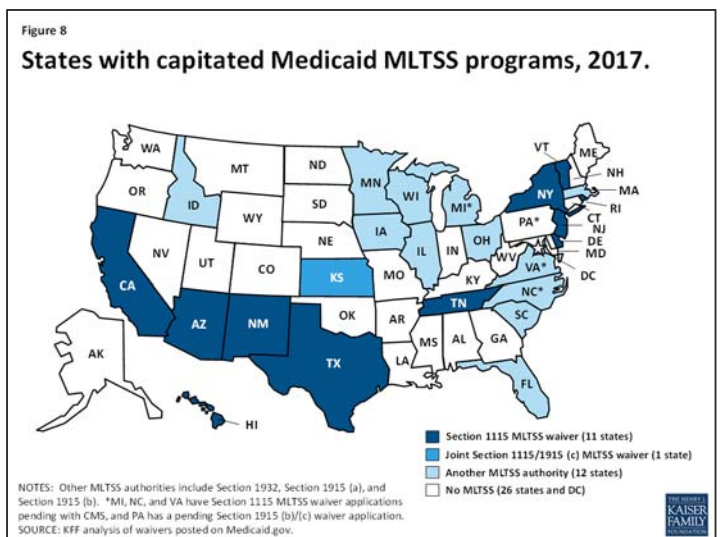 Figure 8
States with capitated Medicaid MLTSS programs, 2017.
WA
MT
ND
MN
VT
ME
NH
OR
ID
SD
WI
NY
MA
WY
MI*
RI
CT
NV
NE
IA
PA*
NJ
DE
UT
CO
IL
IN
OH
WV
MD
CA
KS
MO
KY
VA*
DC
AZ
NM
OK
AR
TN
NC*
SC
TX
LA
MS
AL
GA
AK
FL
HI
Section 1115 MLTSS waiver (11 states)
Joint Section 1115/1915 (c) MLTSS waiver (1 state)
Another MLTSS authority (12 states)
No MLTSS (26 states and DC)
NOTES: Other MLTSS authorities include Section 1932, Section 1915 (a), and
Section 1915 (b). *MI, NC, and VA have Section 1115 MLTSS waiver applications
pending with CMS, and PA has a pending Section 1915 (b)/(c) waiver application.
SOURCE: KFF analysis of waivers posted on Medicaid.gov.
THE HENRY J.
KAISER
FAMILY
FOUNDATION